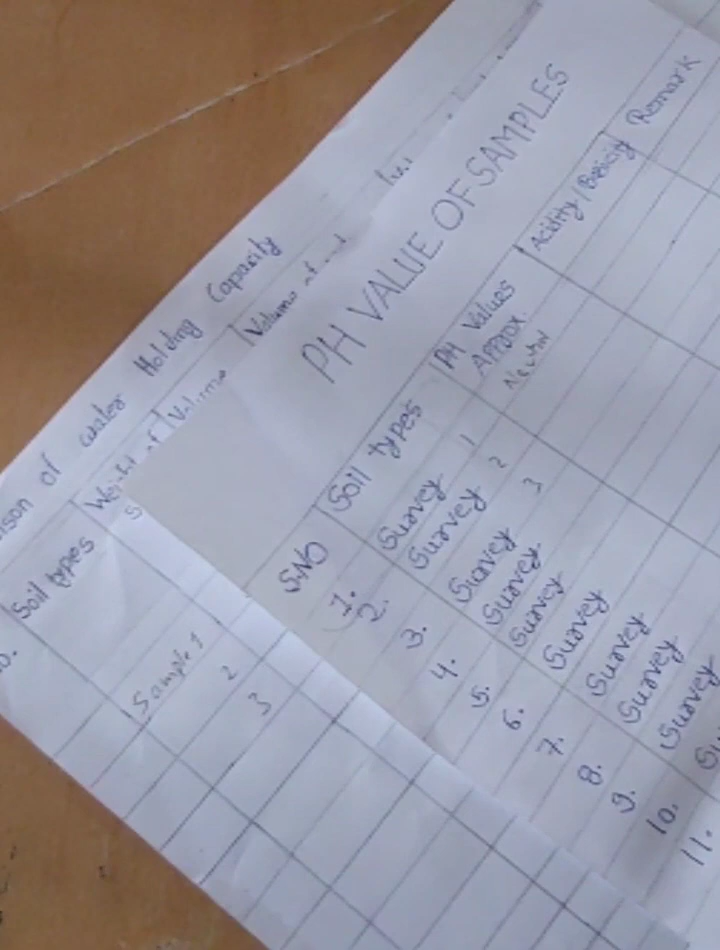 PH VALUE OF SAMPLES
S.NO Soil types PH Values Approx. Acidity / Basicity Remark
1. Survey 1 Neutral
2. Survey 2
3. Survey 3
4. Survey
5. Survey
6. Survey
7. Survey
8. Survey
9. Survey
10.
11.
of water Holding Capacity
Soil types Weight of Volume Volume
Sample 1
2
3